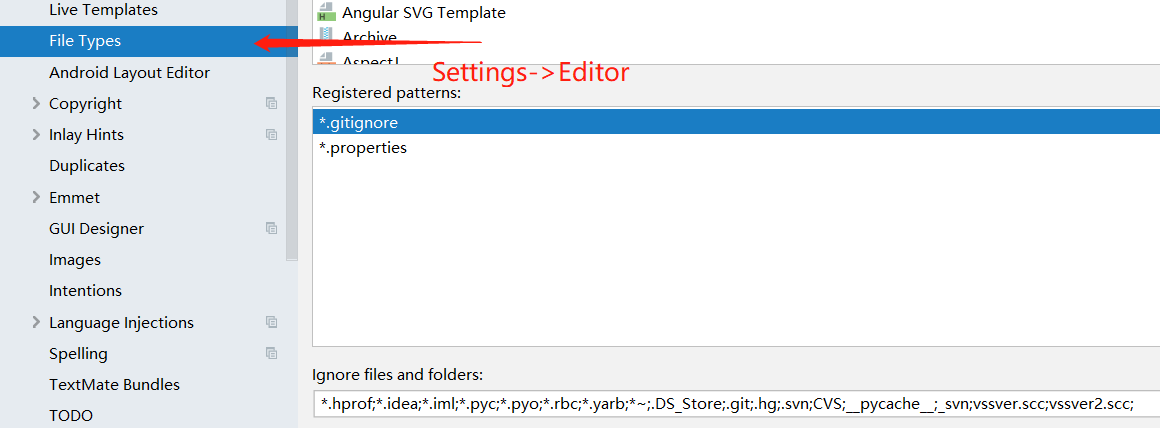 Live Templates
File Types
Android Layout Editor
Copyright
Inlay Hints
Duplicates
Emmet
GUI Designer
Images
Intentions
Language Injections
Spelling
TextMate Bundles
TODO
Angular SVG Template
Archive
AspectJ
Settings->Editor
Registered patterns:
*.gitignore
*.properties
Ignore files and folders:
*.hprof;*.idea;*.iml;*.pyc;*.pyo;*.rbc;*.yarb;*~;.DS_Store;.git;.hg;.svn;CVS;__pycache__;_svn;vssver.scc;vssver2.scc;